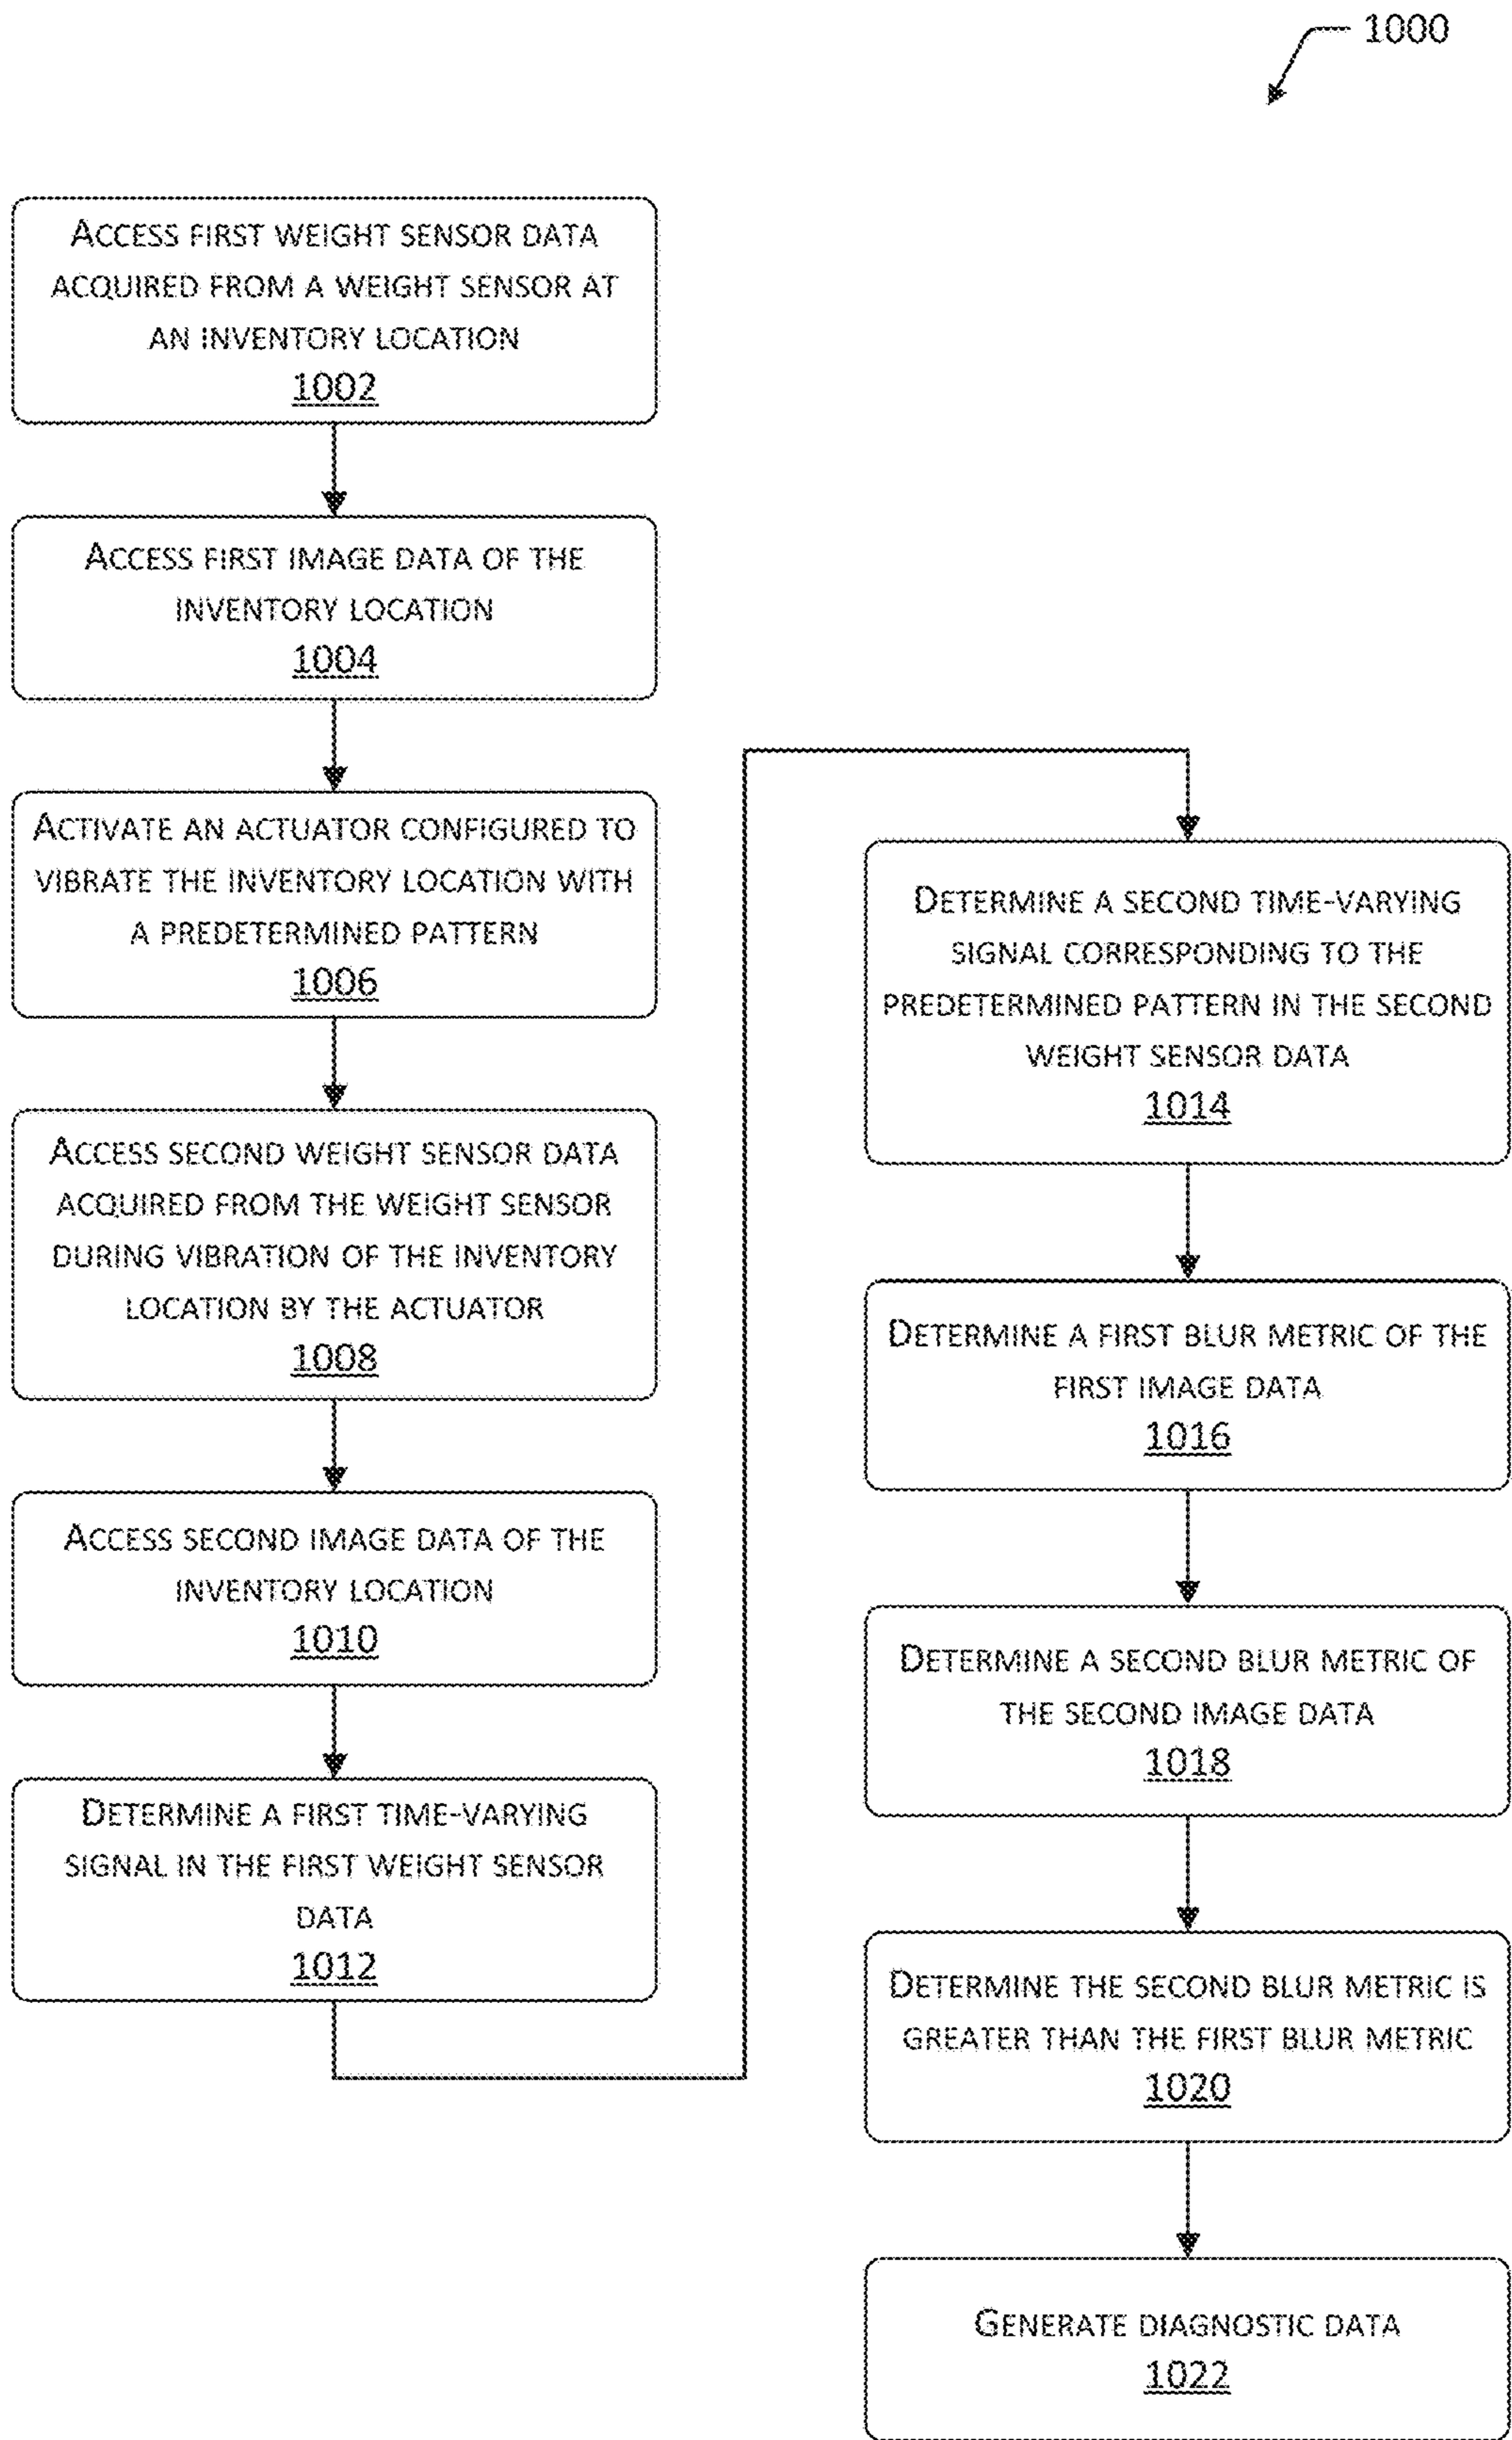 1000
ACCESS FIRST WEIGHT SENSOR DATA
ACQUIRED FROM A WEIGHT SENSOR AT
AN INVENTORY LOCATION
1002
ACCESS FIRST IMAGE DATA OF THE
INVENTORY LOCATION
1004
ACTIVATE AN ACTUATOR CONFIGURED TO
VIBRATE THE INVENTORY LOCATION WITH
A PREDETERMINED PATTERN
1006
ACCESS SECOND WEIGHT SENSOR DATA
ACQUIRED FROM THE WEIGHT SENSOR
DURING VIBRATION OF THE INVENTORY
LOCATION BY THE ACTUATOR
1008
ACCESS SECOND IMAGE DATA OF THE
INVENTORY LOCATION
1010
DETERMINE A FIRST TIME-VARYING
SIGNAL IN THE FIRST WEIGHT SENSOR
DATA
1012
DETERMINE A SECOND TIME-VARYING
SIGNAL CORRESPONDING TO THE
PREDETERMINED PATTERN IN THE SECOND
WEIGHT SENSOR DATA
1014
DETERMINE A FIRST BLUR METRIC OF THE
FIRST IMAGE DATA
1016
DETERMINE A SECOND BLUR METRIC OF
THE SECOND IMAGE DATA
1018
DETERMINE THE SECOND BLUR METRIC IS
GREATER THAN THE FIRST BLUR METRIC
1020
GENERATE DIAGNOSTIC DATA
1022